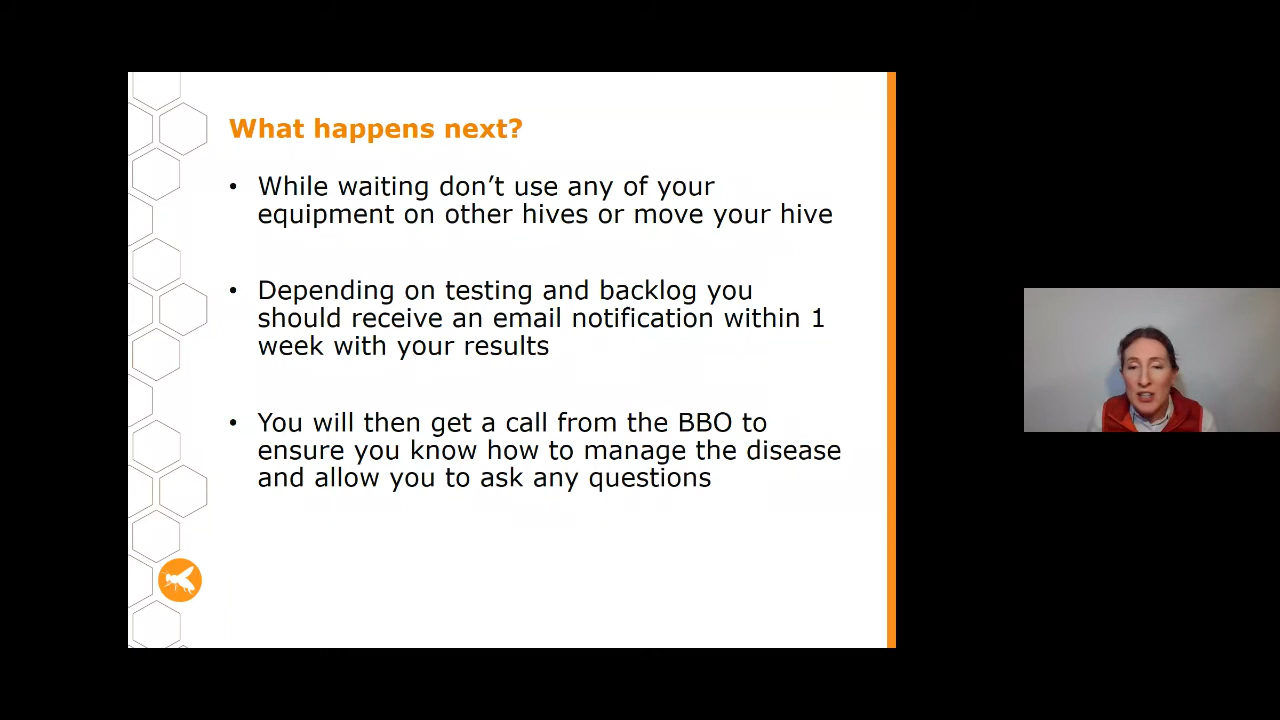 What happens next?
• While waiting don’t use any of your
equipment on other hives or move your hive
• Depending on testing and backlog you
should receive an email notification within 1
week with your results
• You will then get a call from the BBO to
ensure you know how to manage the disease
and allow you to ask any questions